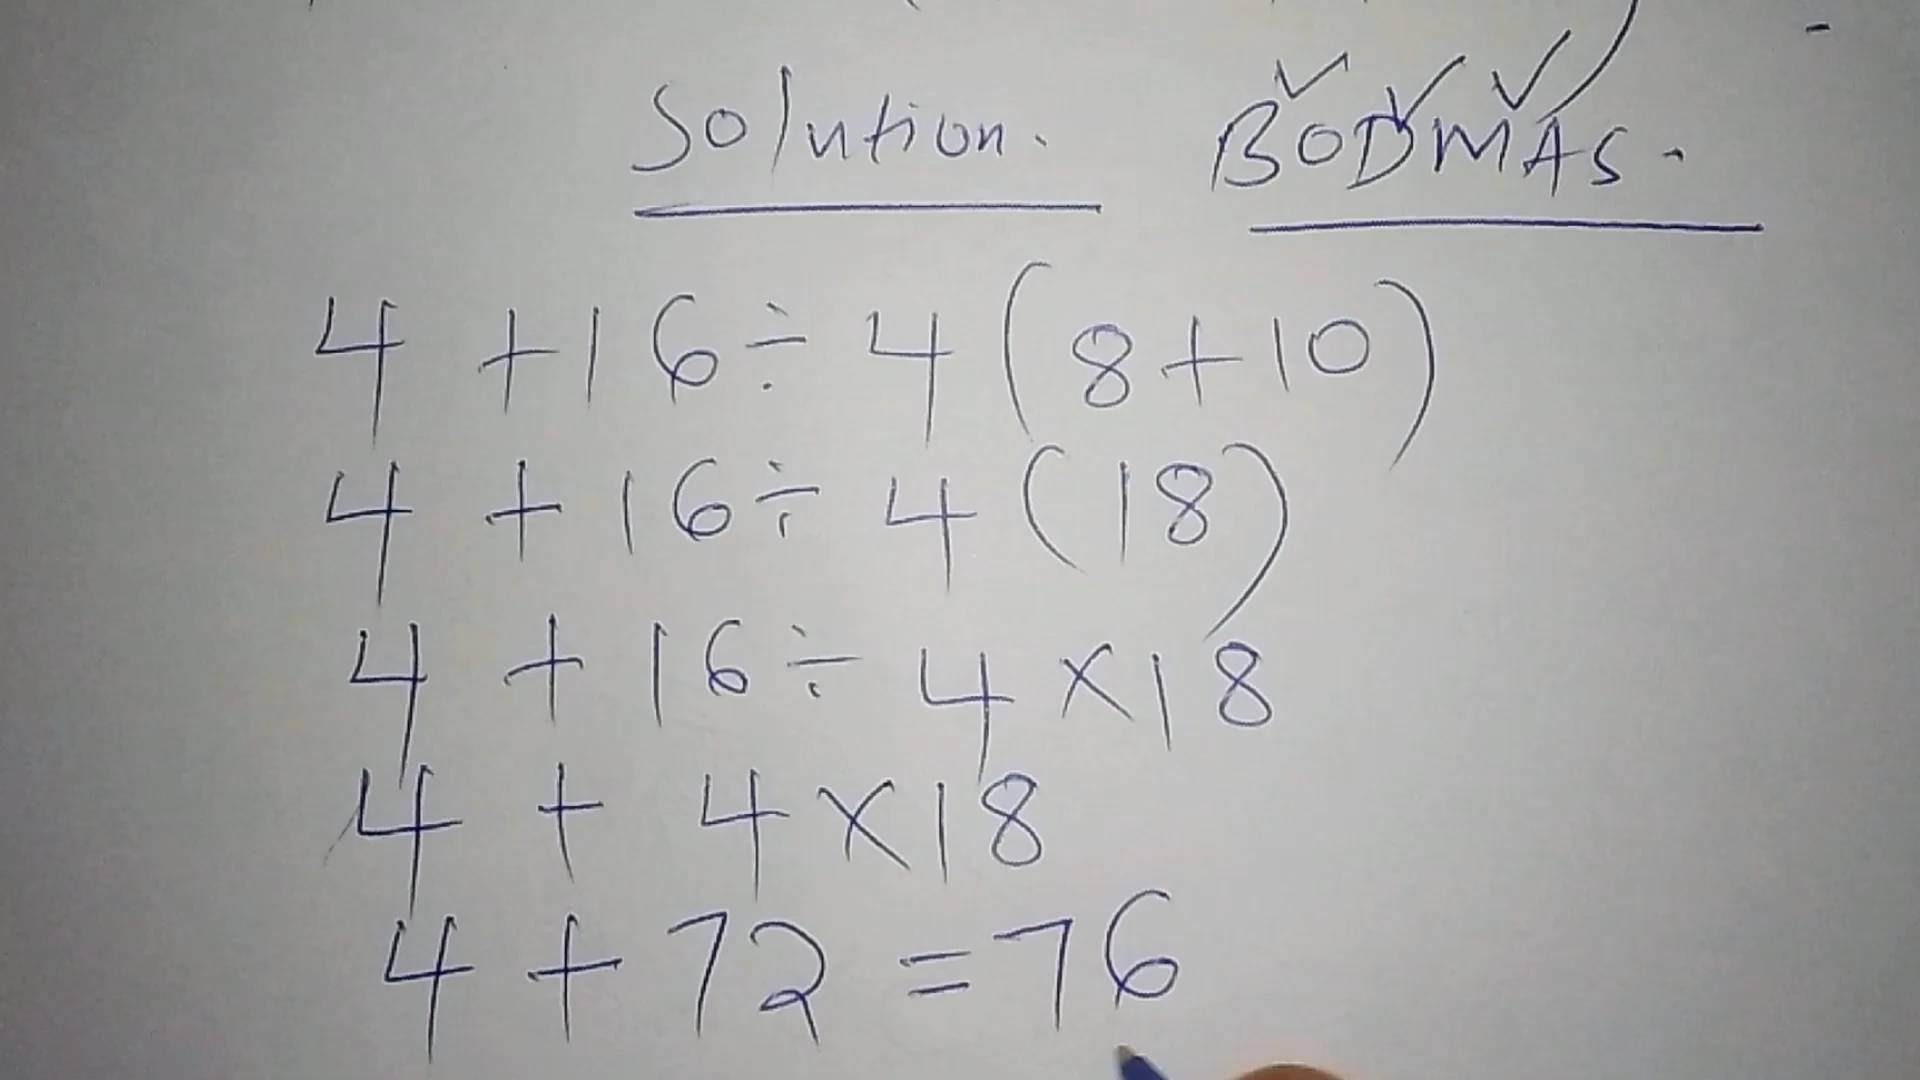 Solution. BODMAS.
4 + 16 ÷ 4 ( 8 + 10 )
4 + 16 ÷ 4 ( 18 )
4 + 16 ÷ 4 × 18
4 + 4 × 18
4 + 72 = 76